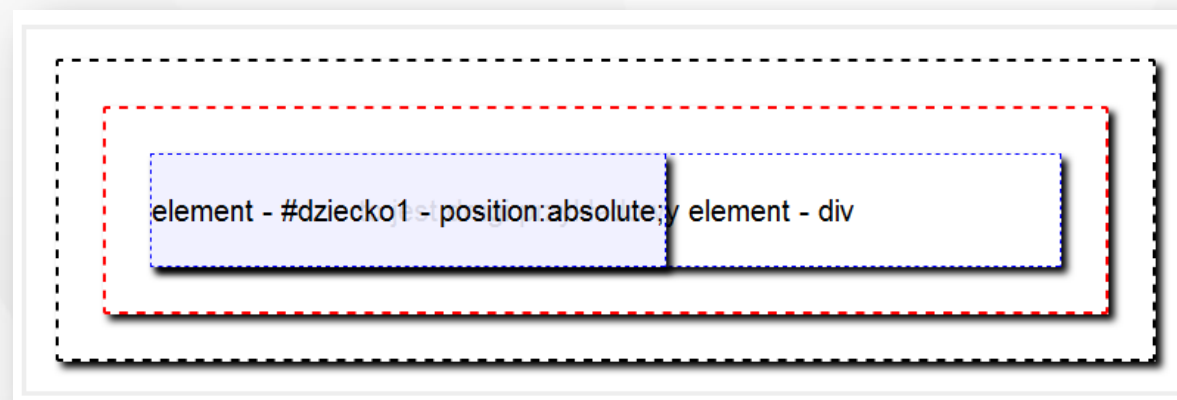 element - #dziecko1 - position:absolute;y element - div